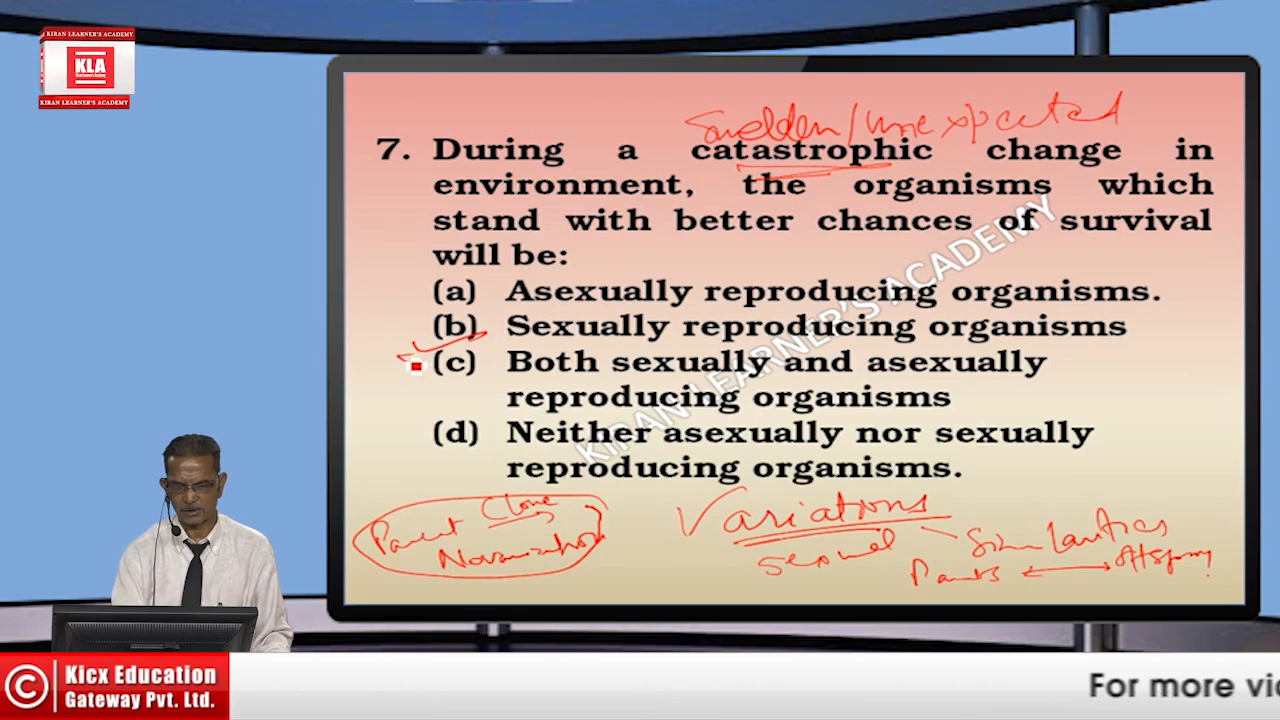 KIRAN LEARNER'S ACADEMY
KLA
KIRAN LEARNER'S ACADEMY
Sudden/Unexpected
7. During a catastrophic change in
environment, the organisms which
stand with better chances of survival
will be:
(a) Asexually reproducing organisms.
(b) Sexually reproducing organisms
(c) Both sexually and asexually
reproducing organisms
(d) Neither asexually nor sexually
reproducing organisms.
KIRAN LEARNER'S ACADEMY
Parent Clone
No variation
Variations
sexual
Similarities
Parents
Offspring
© Kicx Education
Gateway Pvt. Ltd.
For more vi